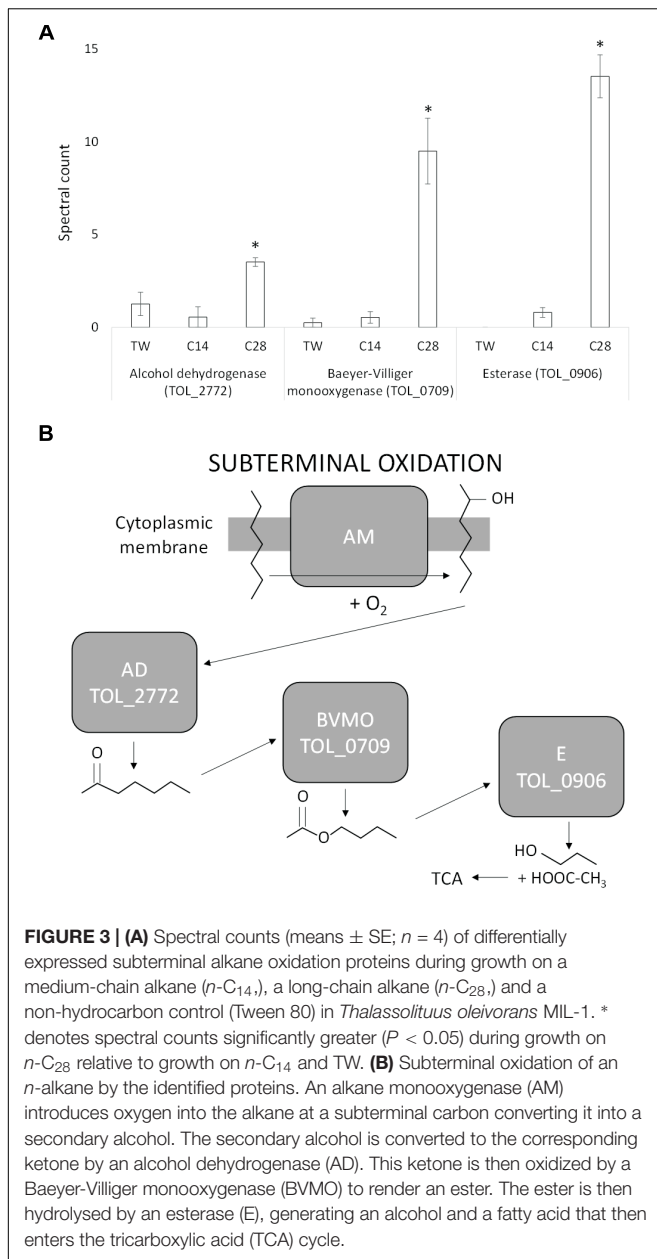 A
15
10
5
0
Spectral count
*
*
*
TW C14 C28 TW C14 C28 TW C14 C28
Alcohol dehydrogenase (TOL_2772)
Baeyer-Villiger monooxygenase (TOL_0709)
Esterase (TOL_0906)
B
SUBTERMINAL OXIDATION
Cytoplasmic membrane
AM
OH
+ O2
AD
TOL_2772
BVMO
TOL_0709
E
TOL_0906
O
O
O
HO
TCA
+ HOOC-CH3
FIGURE 3 | (A) Spectral counts (means ± SE; n = 4) of differentially
expressed subterminal alkane oxidation proteins during growth on a
medium-chain alkane (n-C14,), a long-chain alkane (n-C28,) and a
non-hydrocarbon control (Tween 80) in Thalassolituus oleivorans MIL-1. *
denotes spectral counts significantly greater (P < 0.05) during growth on
n-C28 relative to growth on n-C14 and TW. (B) Subterminal oxidation of an
n-alkane by the identified proteins. An alkane monooxygenase (AM)
introduces oxygen into the alkane at a subterminal carbon converting it into a
secondary alcohol. The secondary alcohol is converted to the corresponding
ketone by an alcohol dehydrogenase (AD). This ketone is then oxidized by a
Baeyer-Villiger monooxygenase (BVMO) to render an ester. The ester is then
hydrolysed by an esterase (E), generating an alcohol and a fatty acid that then
enters the tricarboxylic acid (TCA) cycle.